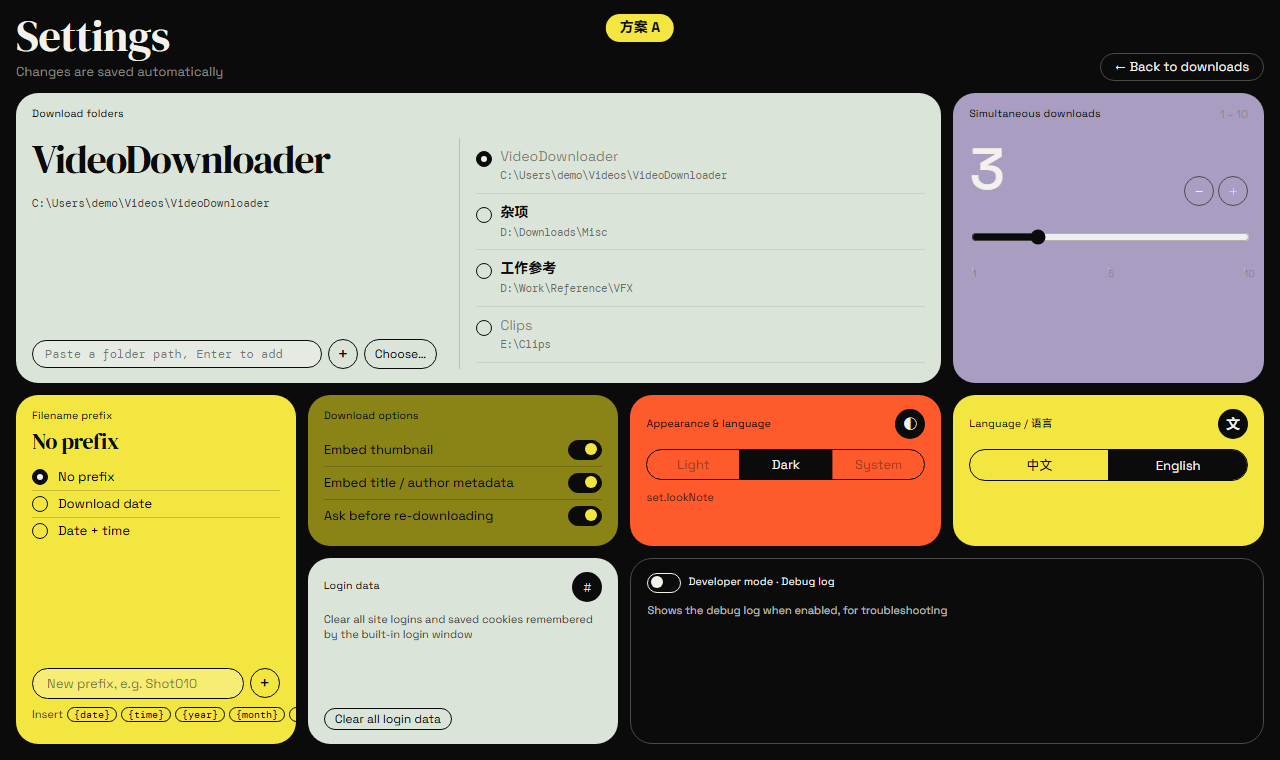 Settings
方案 A
Changes are saved automatically
← Back to downloads
Download folders
VideoDownloader
C:\Users\demo\Videos\VideoDownloader
VideoDownloader
C:\Users\demo\Videos\VideoDownloader
杂项
D:\Downloads\Misc
工作参考
D:\Work\Reference\VFX
Clips
E:\Clips
Paste a folder path, Enter to add
+
Choose…
Simultaneous downloads
1 – 10
3
−
+
1
5
10
Filename prefix
No prefix
No prefix
Download date
Date + time
New prefix, e.g. Shot010
+
Insert {date} {time} {year} {month}
Download options
Embed thumbnail
Embed title / author metadata
Ask before re-downloading
Appearance & language
Light
Dark
System
set.lookNote
Language / 语言
文
中文
English
Login data
#
Clear all site logins and saved cookies remembered
by the built-in login window
Clear all login data
Developer mode · Debug log
Shows the debug log when enabled, for troubleshooting